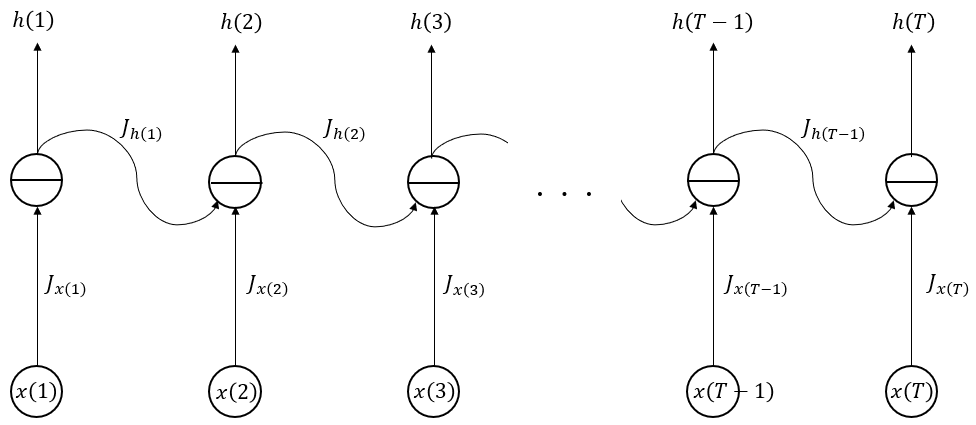 h(1) h(2) h(3) h(T − 1) h(T)
J_{h(1)} J_{h(2)} J_{h(T−1)}
. . .
J_{x(1)} J_{x(2)} J_{x(3)} J_{x(T−1)} J_{x(T)}
x(1) x(2) x(3) x(T − 1) x(T)